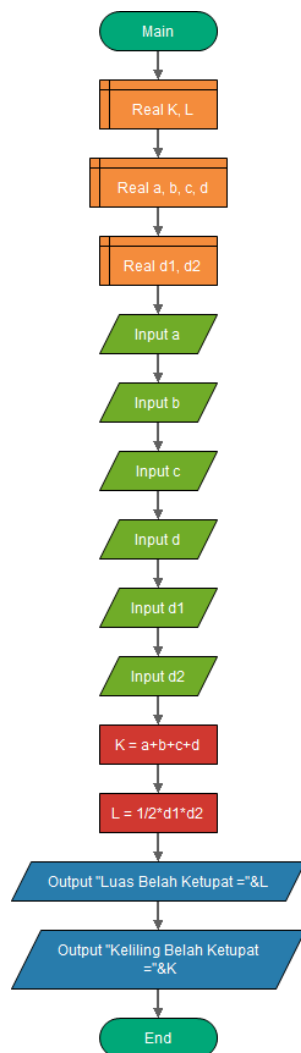 Main
Real K, L
Real a, b, c, d
Real d1, d2
Input a
Input b
Input c
Input d
Input d1
Input d2
K = a+b+c+d
L = 1/2*d1*d2
Output "Luas Belah Ketupat ="&L
Output "Keliling Belah Ketupat
="&K
End